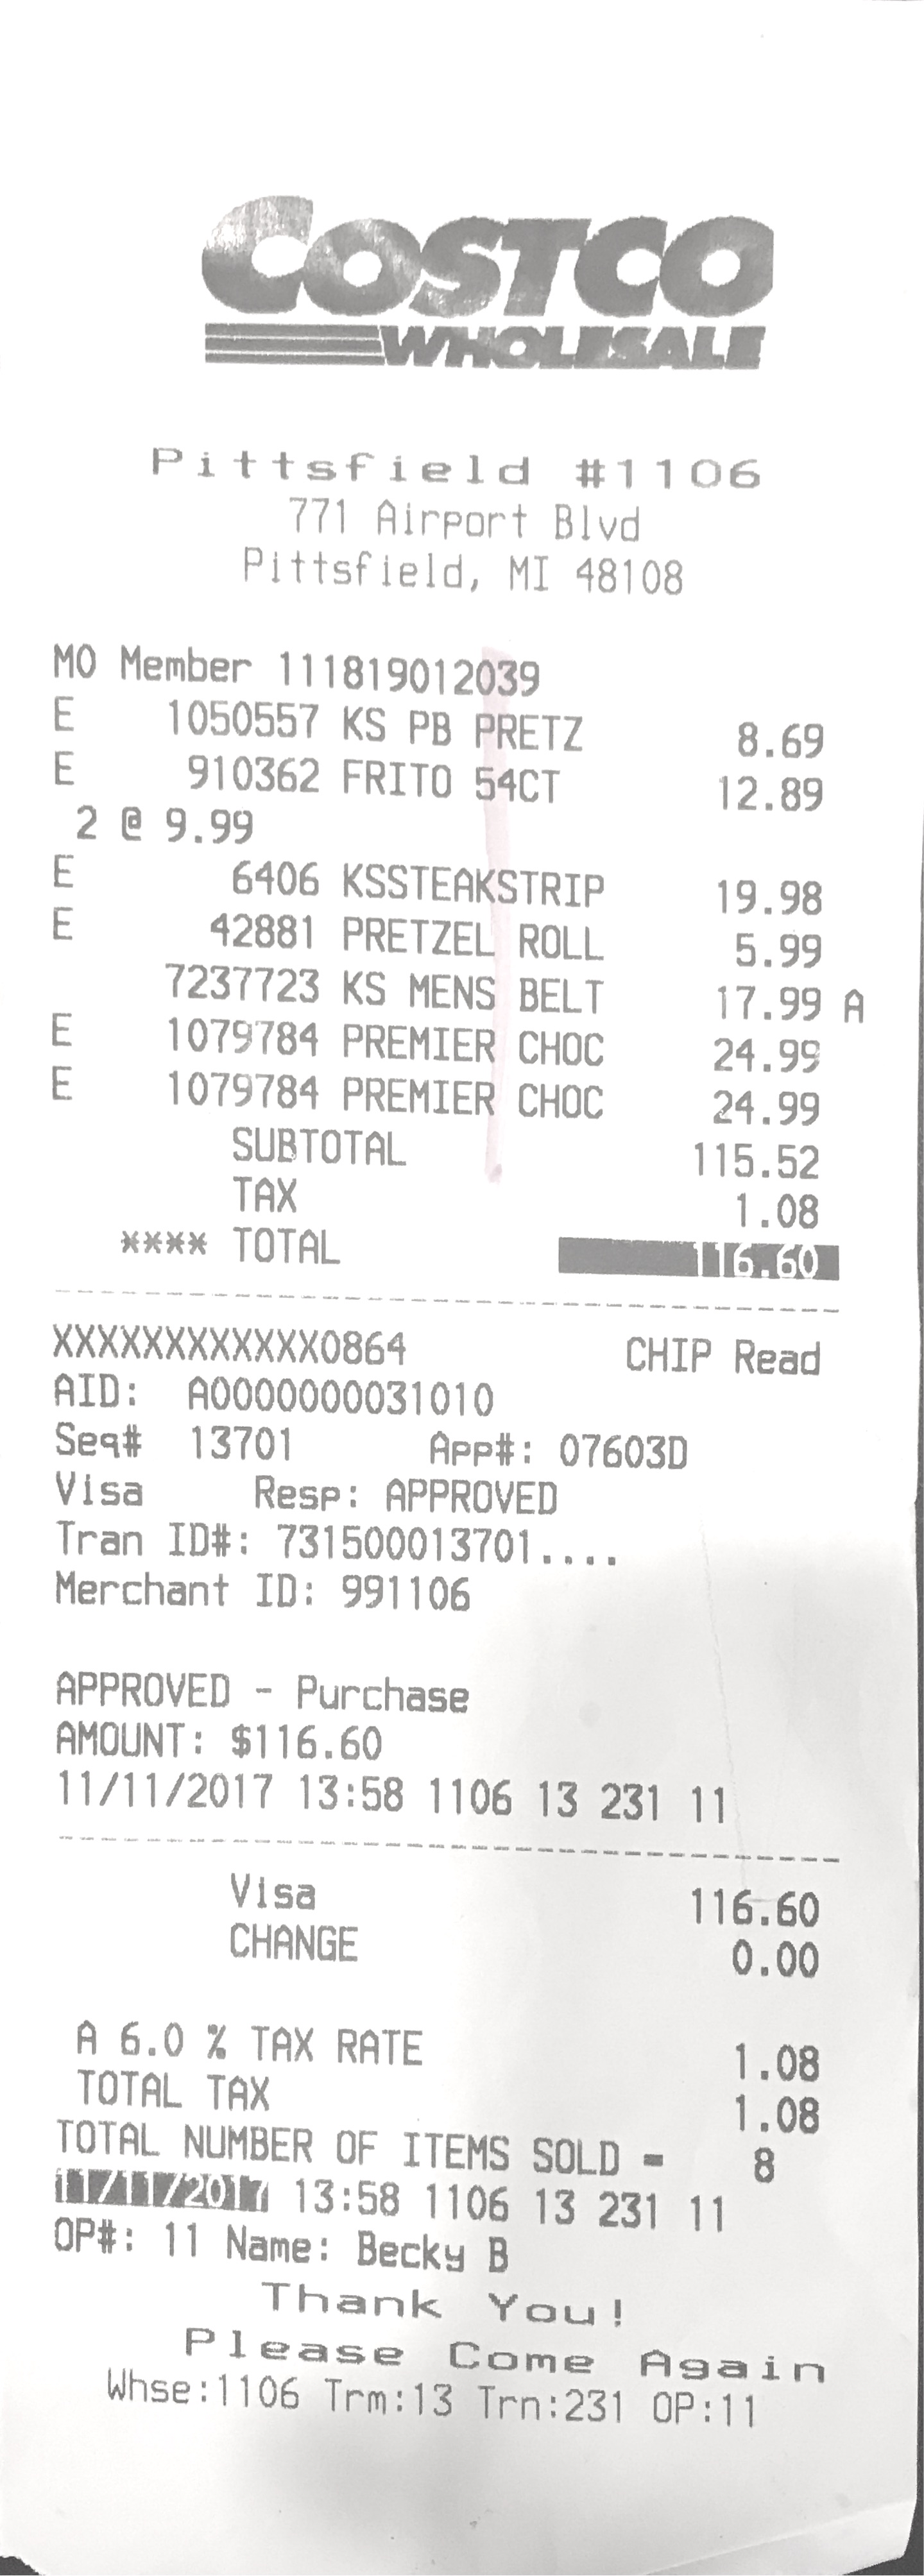 COSTCO
WHOLESALE
Pittsfield #1106
771 Airport Blvd
Pittsfield, MI 48108
MO Member 111819012039
E 1050557 KS PB PRETZ 8.69
E 910362 FRITO 54CT 12.89
2 @ 9.99
E 6406 KSSTEAKSTRIP 19.98
E 42881 PRETZEL ROLL 5.99
7237723 KS MENS BELT 17.99 A
E 1079784 PREMIER CHOC 24.99
E 1079784 PREMIER CHOC 24.99
SUBTOTAL 115.52
TAX 1.08
**** TOTAL 116.60
XXXXXXXXXXXX0864 CHIP Read
AID: A0000000031010
Seq# 13701 App#: 07603D
Visa Resp: APPROVED
Tran ID#: 731500013701....
Merchant ID: 991106
APPROVED - Purchase
AMOUNT: $116.60
11/11/2017 13:58 1106 13 231 11
Visa 116.60
CHANGE 0.00
A 6.0 % TAX RATE 1.08
TOTAL TAX 1.08
TOTAL NUMBER OF ITEMS SOLD = 8
11/11/2017 13:58 1106 13 231 11
OP#: 11 Name: Becky B
Thank You!
Please Come Again
Whse:1106 Trm:13 Trn:231 OP:11